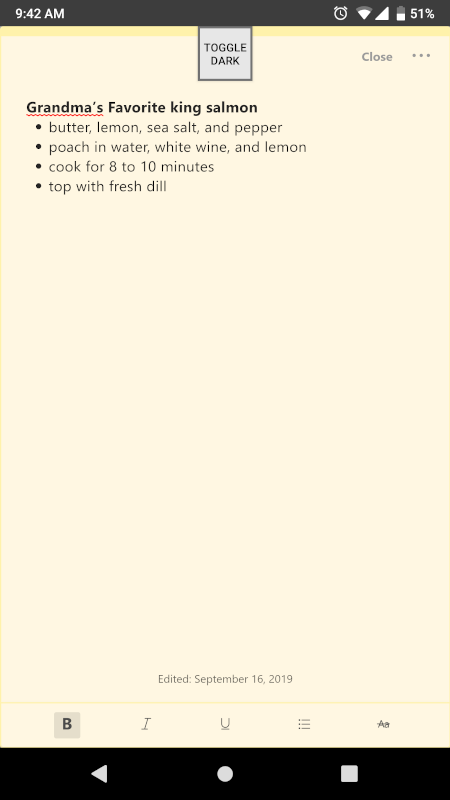 9:42 AM
51%
TOGGLE
DARK
Close
Grandma's Favorite king salmon
• butter, lemon, sea salt, and pepper
• poach in water, white wine, and lemon
• cook for 8 to 10 minutes
• top with fresh dill
Edited: September 16, 2019
B I U Aa